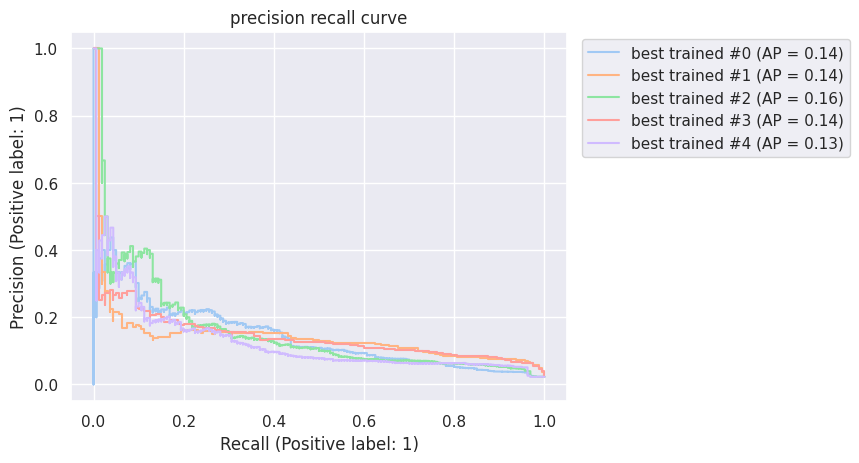 precision recall curve
1.0
0.8
0.6
0.4
0.2
0.0
Precision (Positive label: 1)
0.0 0.2 0.4 0.6 0.8 1.0
Recall (Positive label: 1)
best trained #0 (AP = 0.14)
best trained #1 (AP = 0.14)
best trained #2 (AP = 0.16)
best trained #3 (AP = 0.14)
best trained #4 (AP = 0.13)